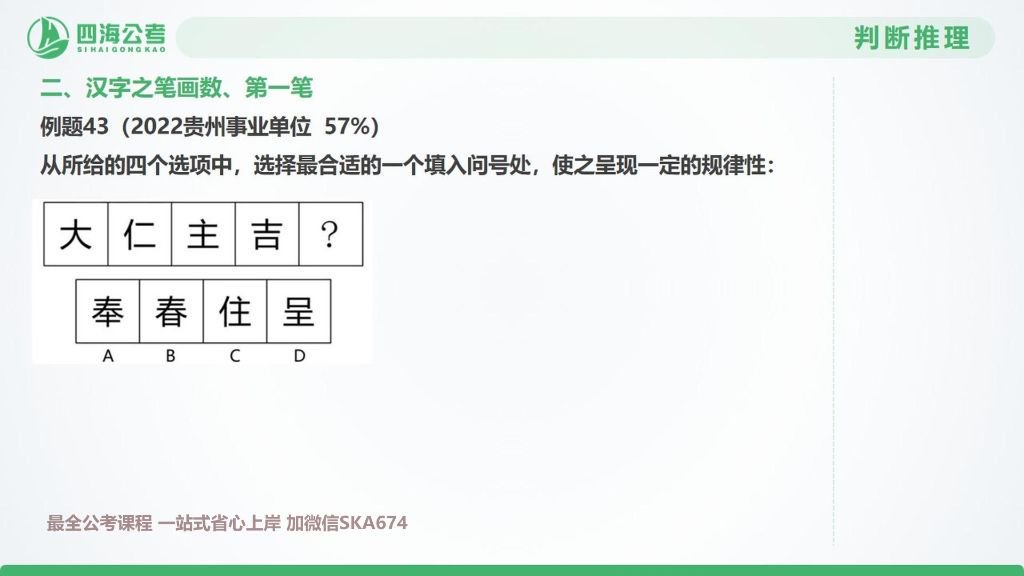 四海公考
SIHAIGONGKAO
判断推理
二、汉字之笔画数、第一笔
例题43（2022贵州事业单位 57%）
从所给的四个选项中，选择最合适的一个填入问号处，使之呈现一定的规律性：
大 仁 主 吉 ？
奉 春 住 呈
A B C D
最全公考课程 一站式省心上岸 加微信SKA674